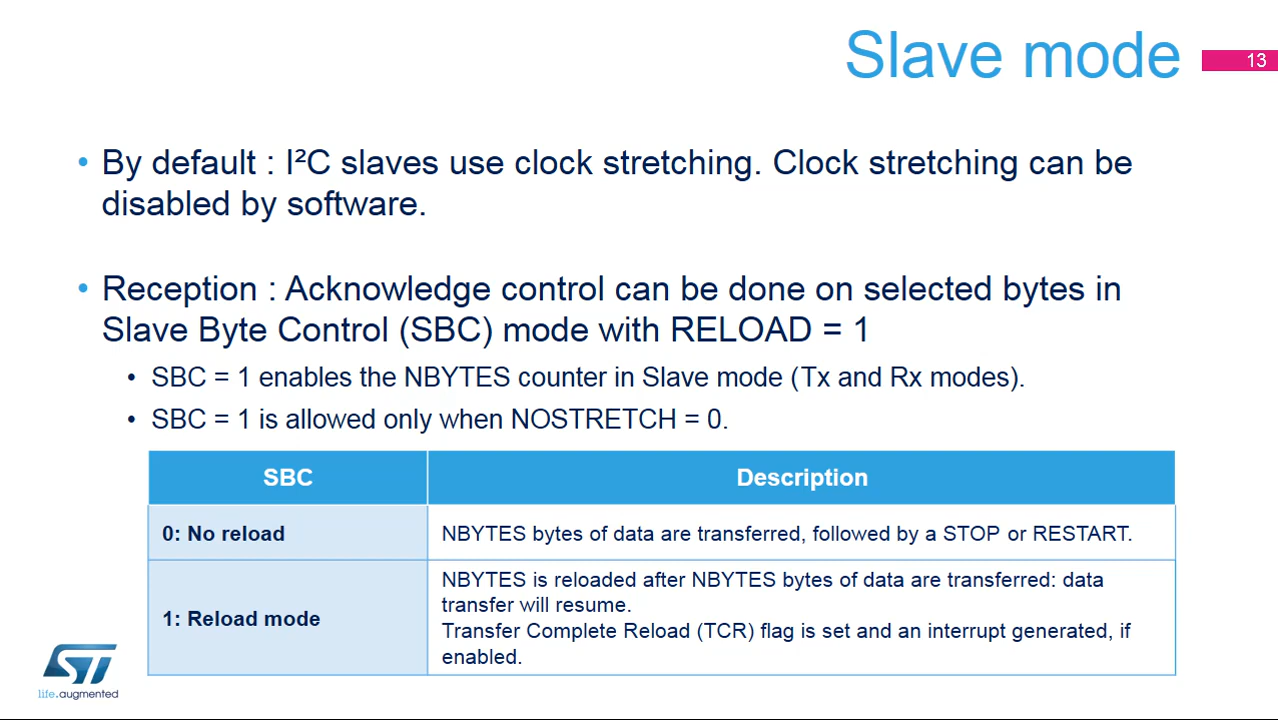 Slave mode
13
• By default : I²C slaves use clock stretching. Clock stretching can be
disabled by software.
• Reception : Acknowledge control can be done on selected bytes in
Slave Byte Control (SBC) mode with RELOAD = 1
• SBC = 1 enables the NBYTES counter in Slave mode (Tx and Rx modes).
• SBC = 1 is allowed only when NOSTRETCH = 0.
SBC
Description
0: No reload
NBYTES bytes of data are transferred, followed by a STOP or RESTART.
1: Reload mode
NBYTES is reloaded after NBYTES bytes of data are transferred: data
transfer will resume.
Transfer Complete Reload (TCR) flag is set and an interrupt generated, if
enabled.
ST
life.augmented